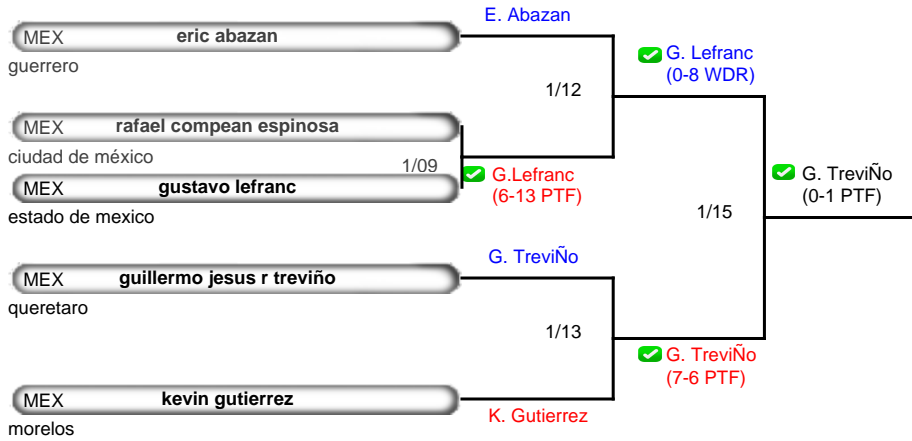 E. Abazan
MEX eric abazan
guerrero
G. Lefranc
(0-8 WDR)
1/12
MEX rafael compean espinosa
ciudad de méxico
1/09
MEX gustavo lefranc
estado de mexico
G.Lefranc
(6-13 PTF)
G. TreviÑo
(0-1 PTF)
1/15
G. TreviÑo
MEX guillermo jesus r treviño
queretaro
1/13
G. TreviÑo
(7-6 PTF)
MEX kevin gutierrez
morelos
K. Gutierrez